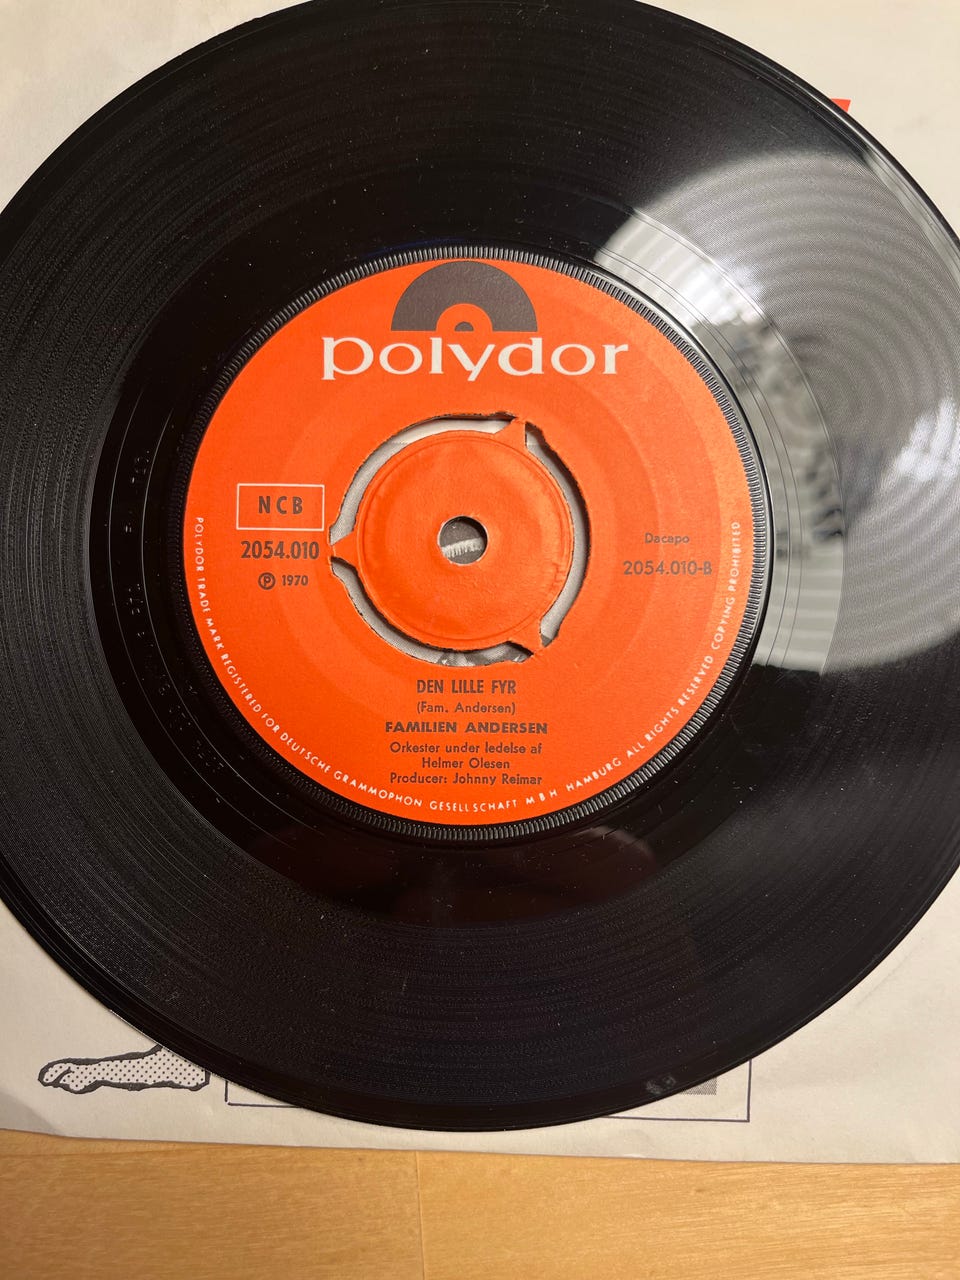 polydor
NCB
2054.010
Ⓟ 1970
Dacapo
2054.010-B
DEN LILLE FYR
(Fam. Andersen)
FAMILIEN ANDERSEN
Orkester under ledelse af
Helmer Olesen
Producer: Johnny Reimar
POLYDOR TRADE MARK REGISTERED FOR DEUTSCHE GRAMMOPHON GESELLSCHAFT MBH HAMBURG ALL RIGHTS RESERVED COPYING PROHIBITED